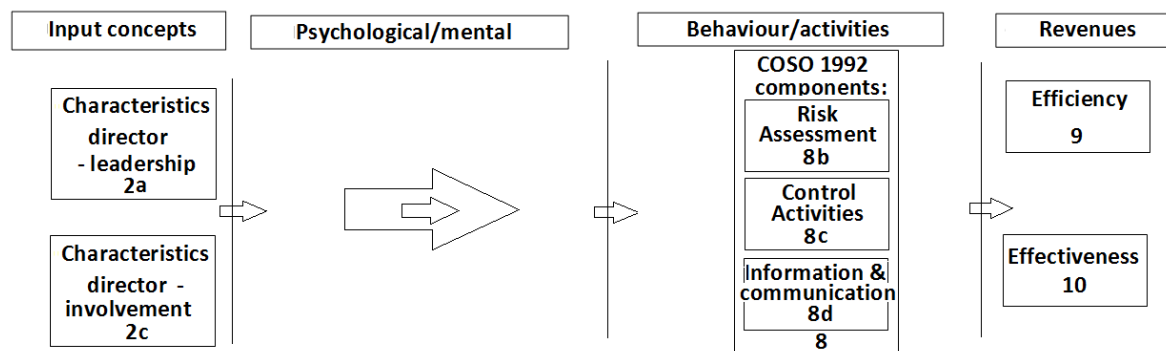 Input concepts
Psychological/mental
Behaviour/activities
Revenues
Characteristics
director
- leadership
2a
Characteristics
director -
involvement
2c
COSO 1992
components:
Risk
Assessment
8b
Control
Activities
8c
Information &
communication
8d
8
Efficiency
9
Effectiveness
10